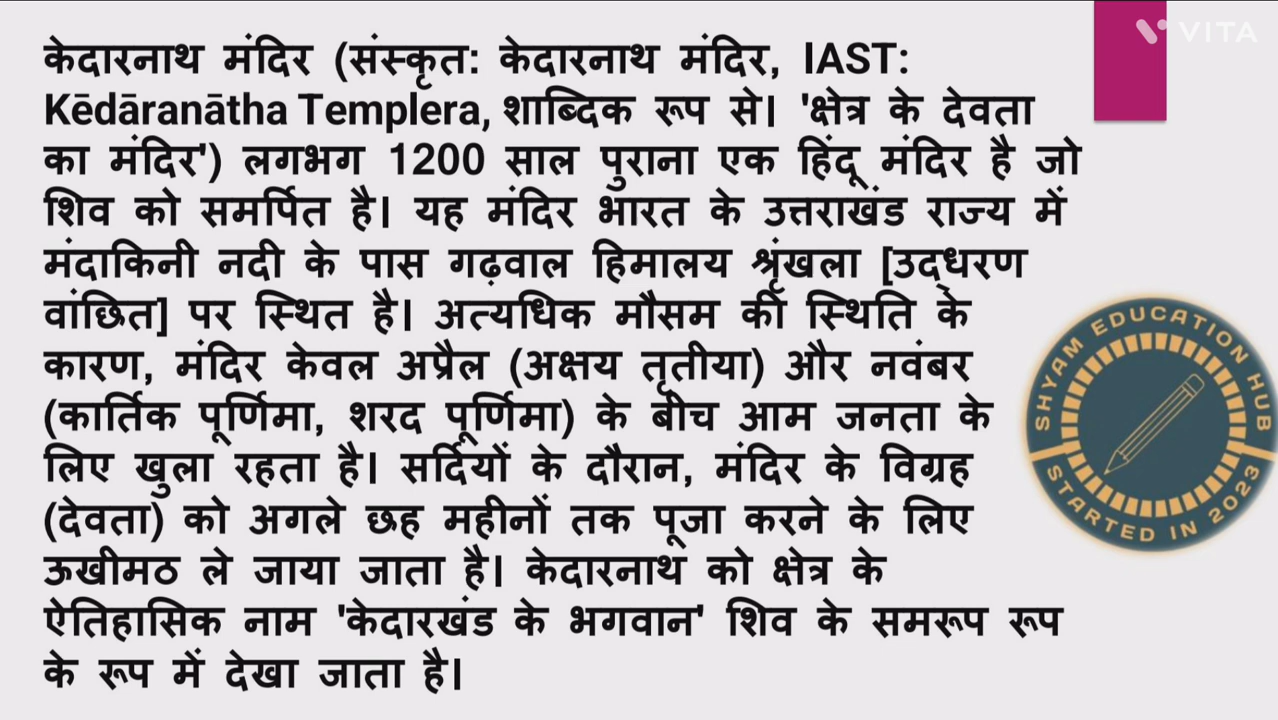 केदारनाथ मंदिर (संस्कृत: केदारनाथ मंदिर, IAST:
Kēdāranātha Templera, शाब्दिक रूप से। 'क्षेत्र के देवता
का मंदिर') लगभग 1200 साल पुराना एक हिंदू मंदिर है जो
शिव को समर्पित है। यह मंदिर भारत के उत्तराखंड राज्य में
मंदाकिनी नदी के पास गढ़वाल हिमालय श्रृंखला [उद्धरण
वांछित] पर स्थित है। अत्यधिक मौसम की स्थिति के
कारण, मंदिर केवल अप्रैल (अक्षय तृतीया) और नवंबर
(कार्तिक पूर्णिमा, शरद पूर्णिमा) के बीच आम जनता के
लिए खुला रहता है। सर्दियों के दौरान, मंदिर के विग्रह
(देवता) को अगले छह महीनों तक पूजा करने के लिए
ऊखीमठ ले जाया जाता है। केदारनाथ को क्षेत्र के
ऐतिहासिक नाम 'केदारखंड के भगवान' शिव के समरूप रूप
के रूप में देखा जाता है।
VITA
SHYAM EDUCATION HUB
STARTED IN 2023